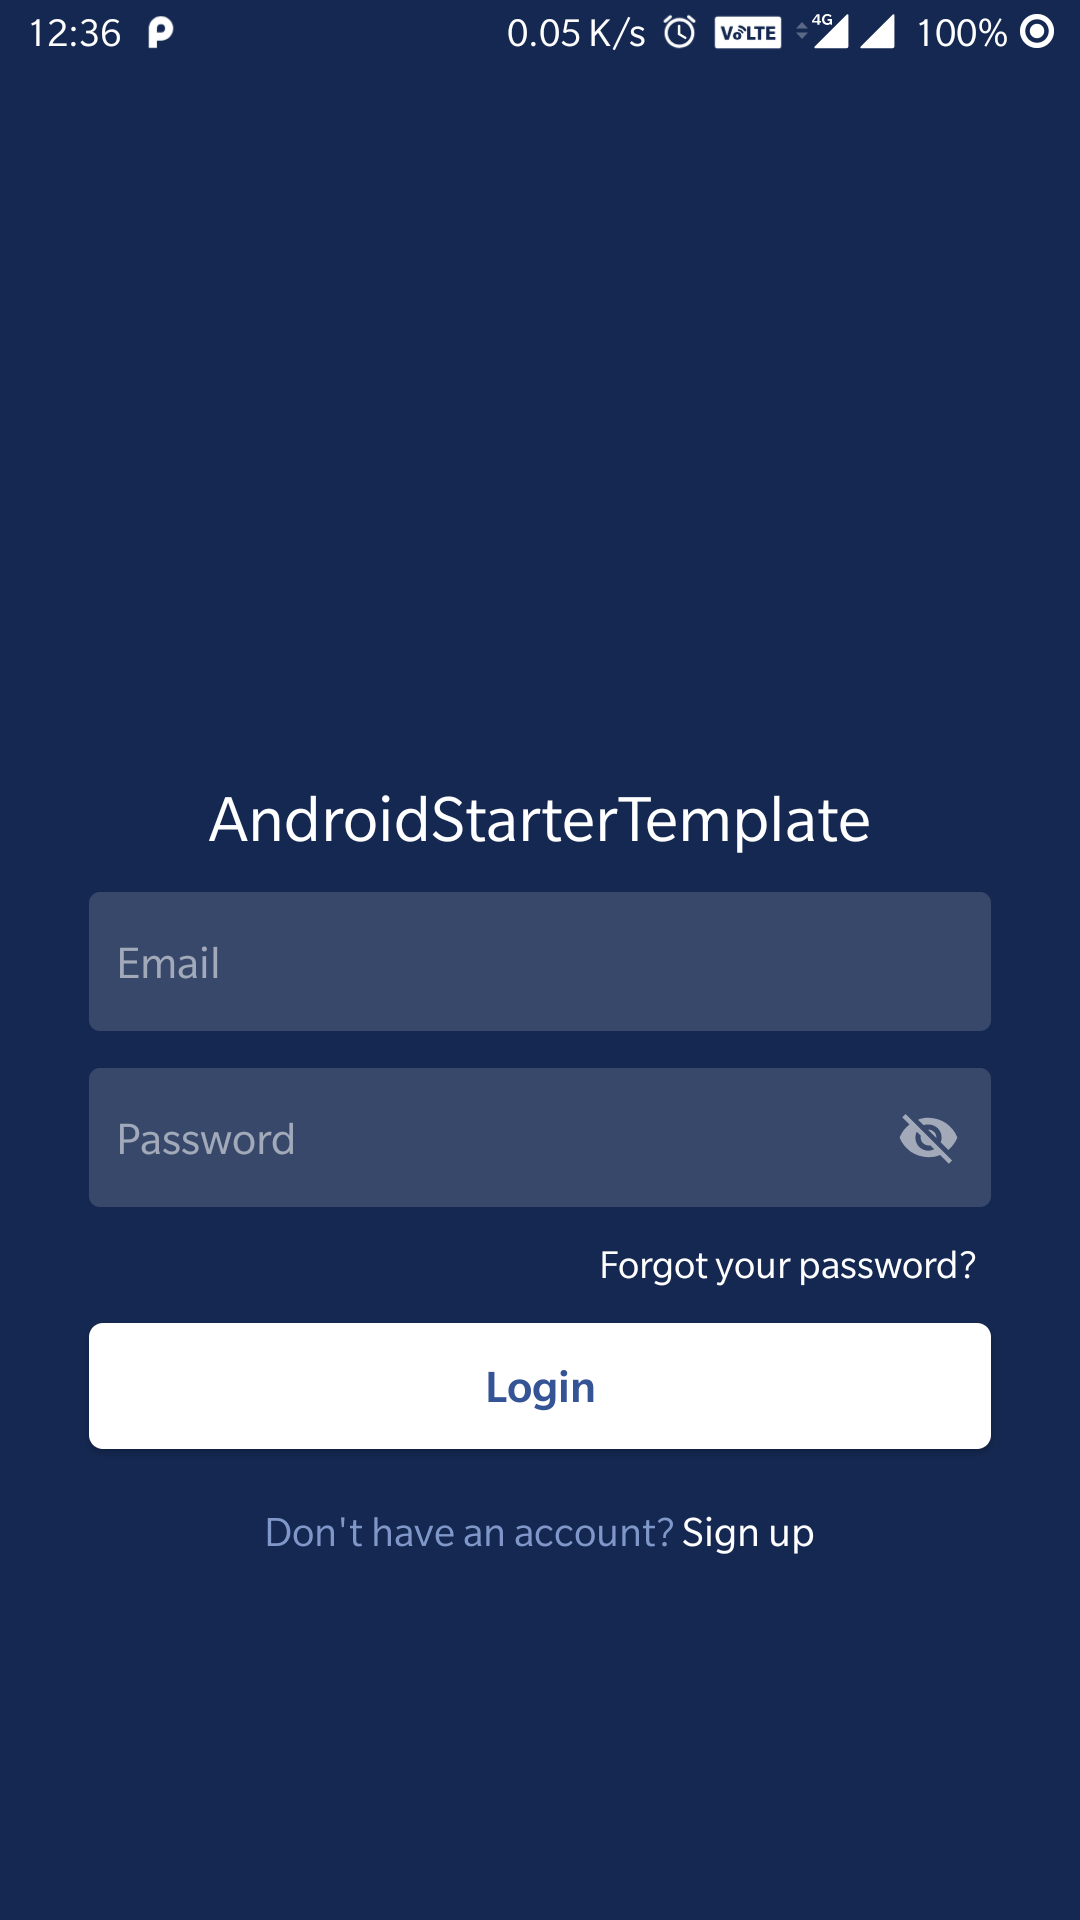 12:36 0.05 K/s VoLTE 4G 100%
AndroidStarterTemplate
Email
Password
Forgot your password?
Login
Don't have an account? Sign up